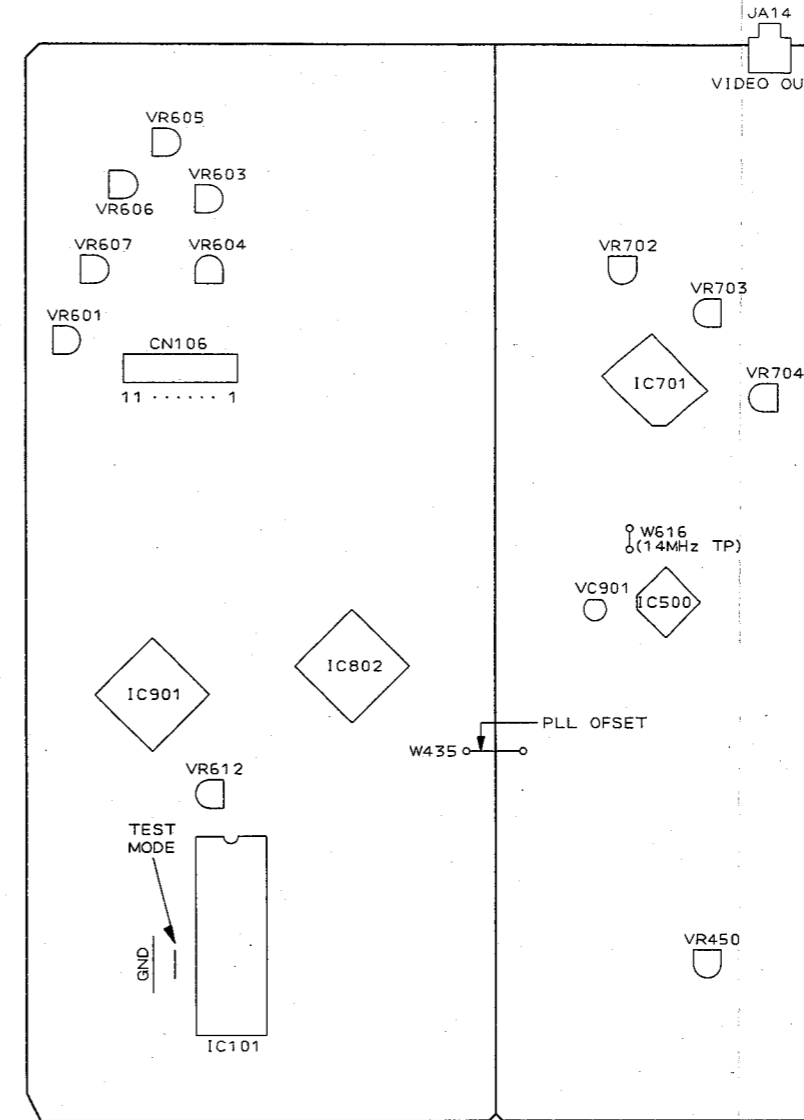 JA14
VIDEO OU
VR605
VR603
VR606
VR607
VR604
VR601
CN106
11 · · · · · · 1
VR702
VR703
IC701
VR704
W616
(14MHz TP)
VC901
IC500
IC802
IC901
PLL OFSET
W435
VR612
TEST
MODE
GND
IC101
VR450